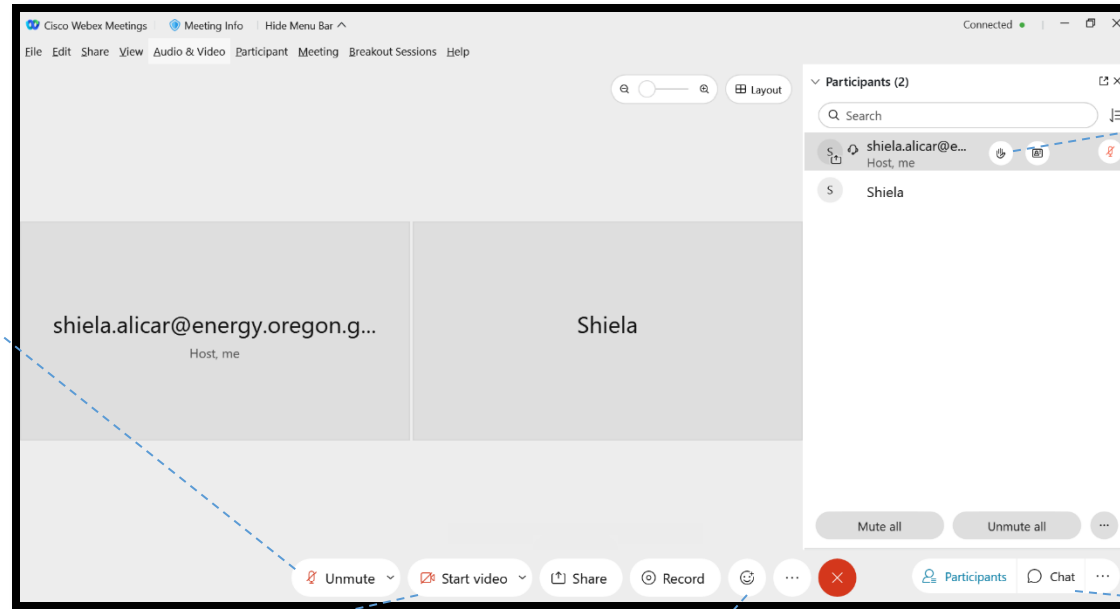 Cisco Webex Meetings Meeting Info Hide Menu Bar Connected
File Edit Share View Audio & Video Participant Meeting Breakout Sessions Help
Layout
Participants (2)
Search
S shiela.alicar@e...
Host, me
S Shiela
shiela.alicar@energy.oregon.g...
Host, me
Shiela
Mute all Unmute all ...
Unmute Start video Share Record ... Participants Chat ...